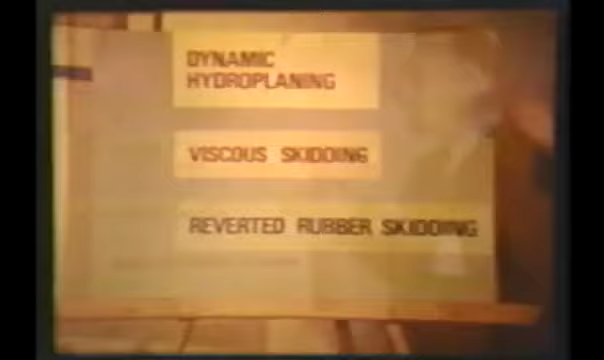 DYNAMIC
HYDROPLANING
VISCOUS SKIDDING
REVERTED RUBBER SKIDDING